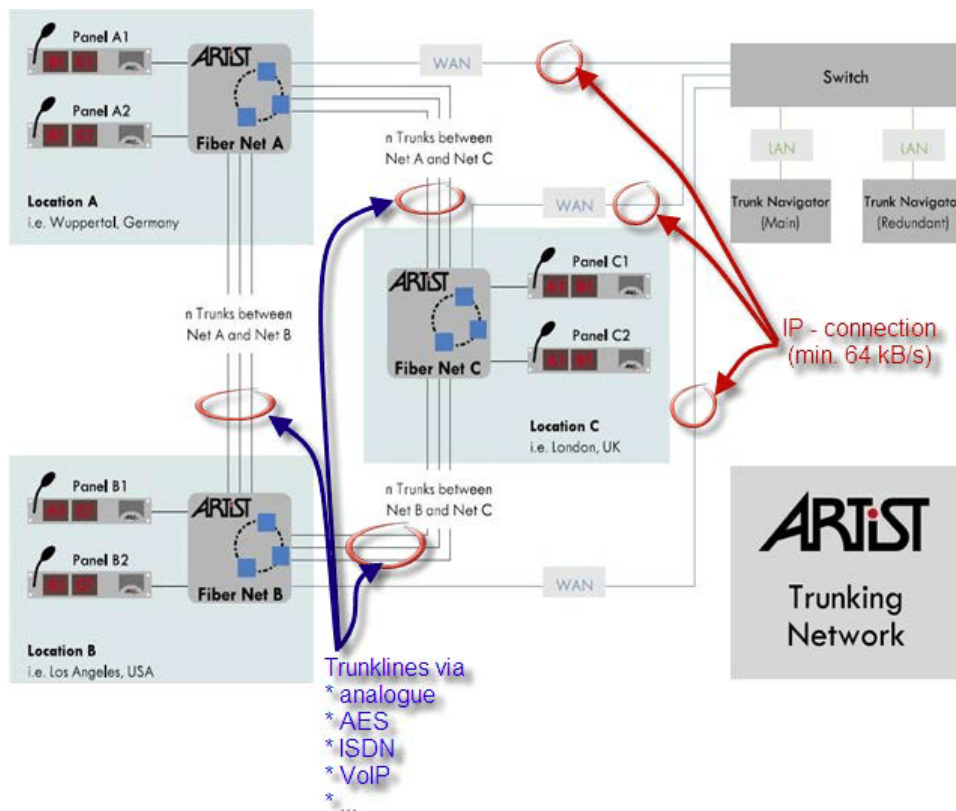 Panel A1
ARTiST
WAN
Switch
Panel A2
Fiber Net A
n Trunks between
Net A and Net C
LAN
LAN
Location A
i.e. Wuppertal, Germany
WAN
Trunk Navigator
(Main)
Trunk Navigator
(Redundant)
Panel C1
ARTiST
n Trunks between
Net A and Net B
Panel C2
Fiber Net C
IP - connection
(min. 64 kB/s)
Location C
i.e. London, UK
Panel B1
ARTiST
n Trunks between
Net B and Net C
Panel B2
Fiber Net B
WAN
ARTiST
Trunking
Network
Location B
i.e. Los Angeles, USA
Trunklines via
* analogue
* AES
* ISDN
* VoIP
* ...